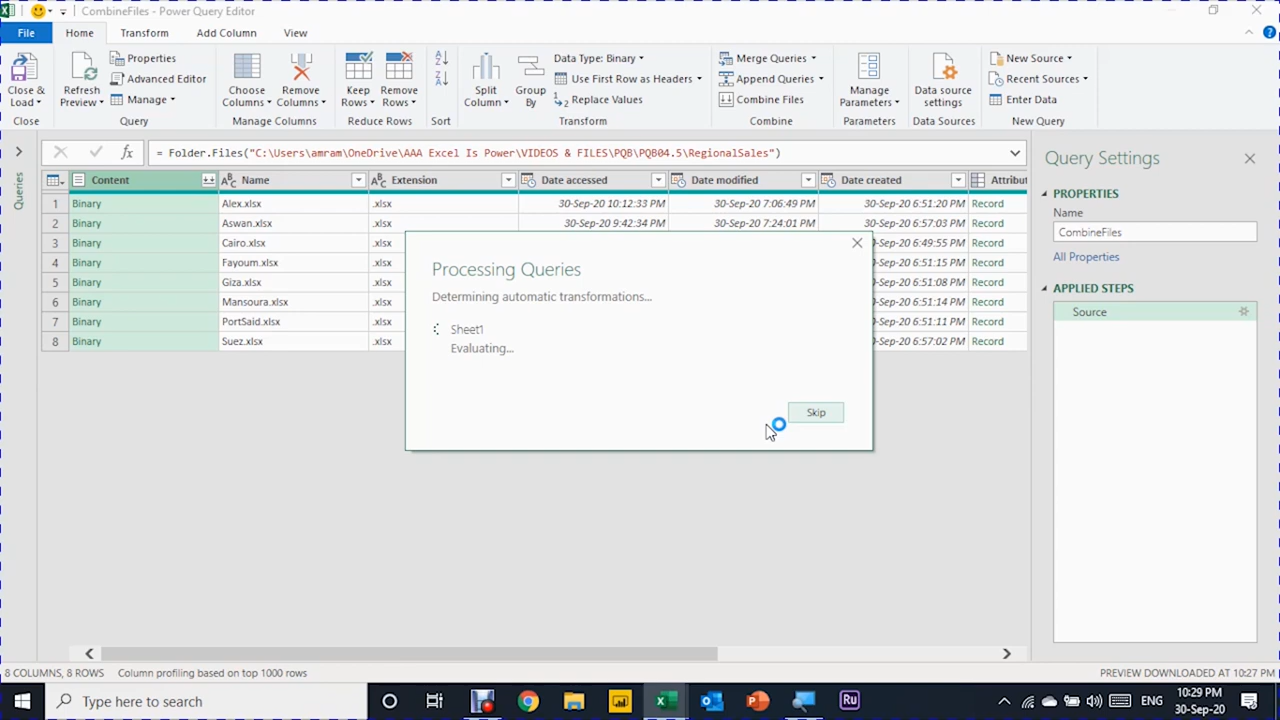 CombineFiles - Power Query Editor
File Home Transform Add Column View
Close & Load
Close
Refresh Preview
Properties
Advanced Editor
Manage
Query
Choose Columns
Remove Columns
Manage Columns
Keep Rows
Remove Rows
Reduce Rows
Sort
Split Column
Group By
Data Type: Binary
Use First Row as Headers
Replace Values
Transform
Merge Queries
Append Queries
Combine Files
Combine
Manage Parameters
Parameters
Data source settings
Data Sources
New Source
Recent Sources
Enter Data
New Query
Queries
fx = Folder.Files("C:\Users\amram\OneDrive\AAA Excel Is Power\VIDEOS & FILES\PQB\PQB04.5\RegionalSales")
Content Name Extension Date accessed Date modified Date created Attribut
1 Binary Alex.xlsx .xlsx 30-Sep-20 10:12:33 PM 30-Sep-20 7:06:49 PM 30-Sep-20 6:51:20 PM Record
2 Binary Aswan.xlsx .xlsx 30-Sep-20 9:42:34 PM 30-Sep-20 7:24:01 PM 30-Sep-20 6:57:03 PM Record
3 Binary Cairo.xlsx .xlsx 0-Sep-20 6:49:55 PM Record
4 Binary Fayoum.xlsx .xlsx 0-Sep-20 6:51:15 PM Record
5 Binary Giza.xlsx .xlsx 0-Sep-20 6:51:08 PM Record
6 Binary Mansoura.xlsx .xlsx 0-Sep-20 6:51:14 PM Record
7 Binary PortSaid.xlsx .xlsx 0-Sep-20 6:51:11 PM Record
8 Binary Suez.xlsx .xlsx 0-Sep-20 6:57:02 PM Record
Processing Queries
Determining automatic transformations...
Sheet1
Evaluating...
Skip
Query Settings
PROPERTIES
Name
CombineFiles
All Properties
APPLIED STEPS
Source
8 COLUMNS, 8 ROWS Column profiling based on top 1000 rows PREVIEW DOWNLOADED AT 10:27 PM
Type here to search
Ru
ENG
10:29 PM
30-Sep-20